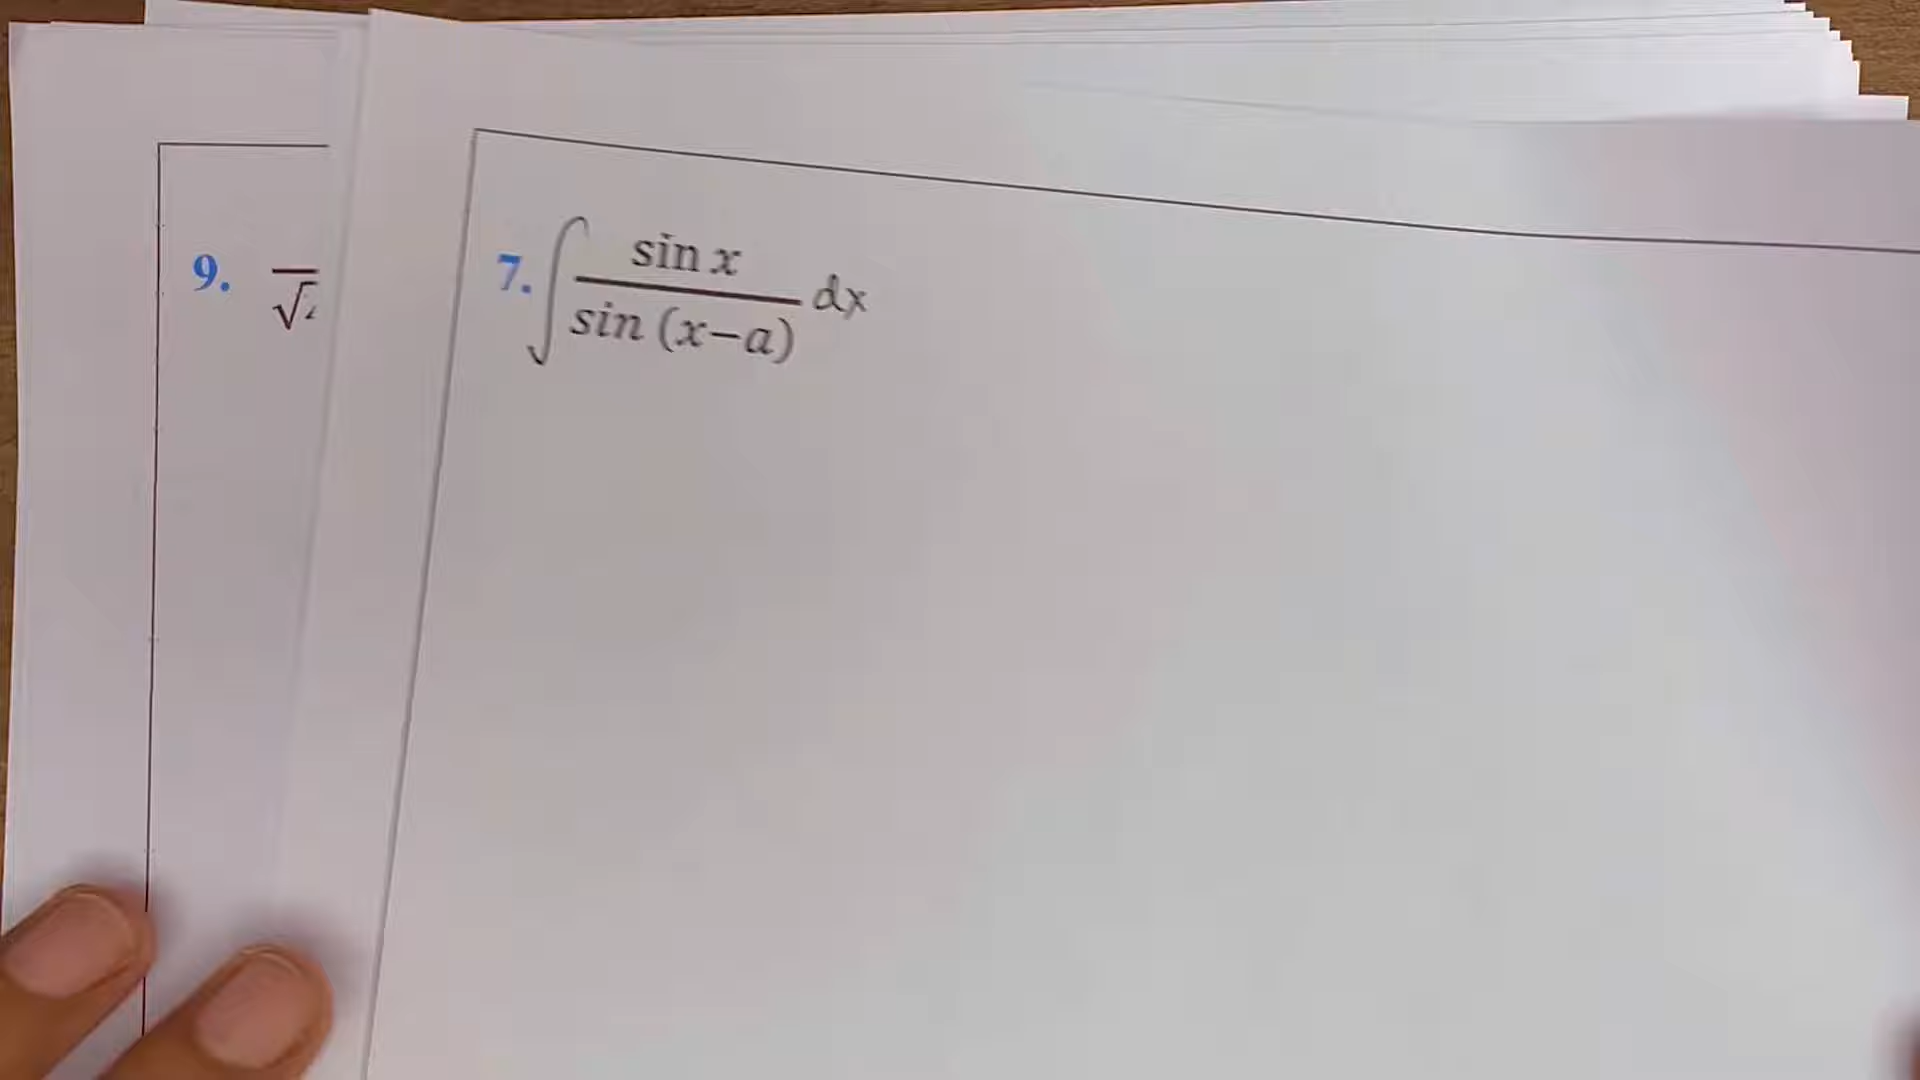 9. √
7. ∫ sin x / sin (x−a) dx